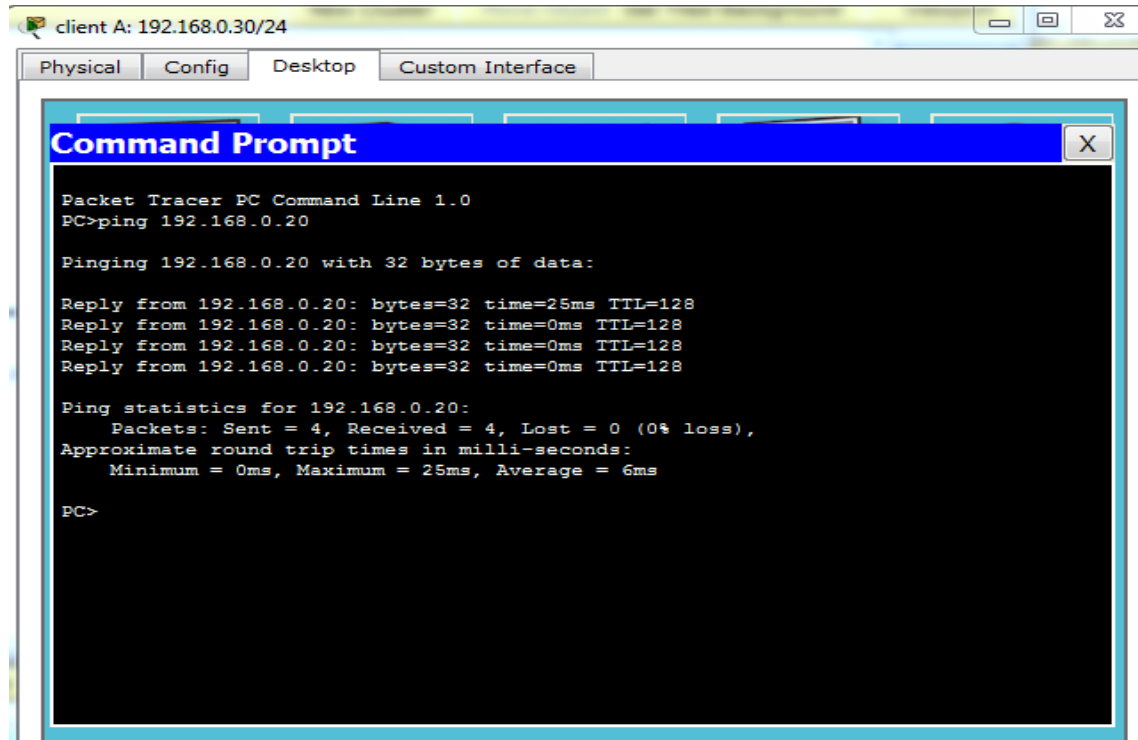 client A: 192.168.0.30/24
Physical Config Desktop Custom Interface
Command Prompt X
Packet Tracer PC Command Line 1.0
PC>ping 192.168.0.20
Pinging 192.168.0.20 with 32 bytes of data:
Reply from 192.168.0.20: bytes=32 time=25ms TTL=128
Reply from 192.168.0.20: bytes=32 time=0ms TTL=128
Reply from 192.168.0.20: bytes=32 time=0ms TTL=128
Reply from 192.168.0.20: bytes=32 time=0ms TTL=128
Ping statistics for 192.168.0.20:
Packets: Sent = 4, Received = 4, Lost = 0 (0% loss),
Approximate round trip times in milli-seconds:
Minimum = 0ms, Maximum = 25ms, Average = 6ms
PC>